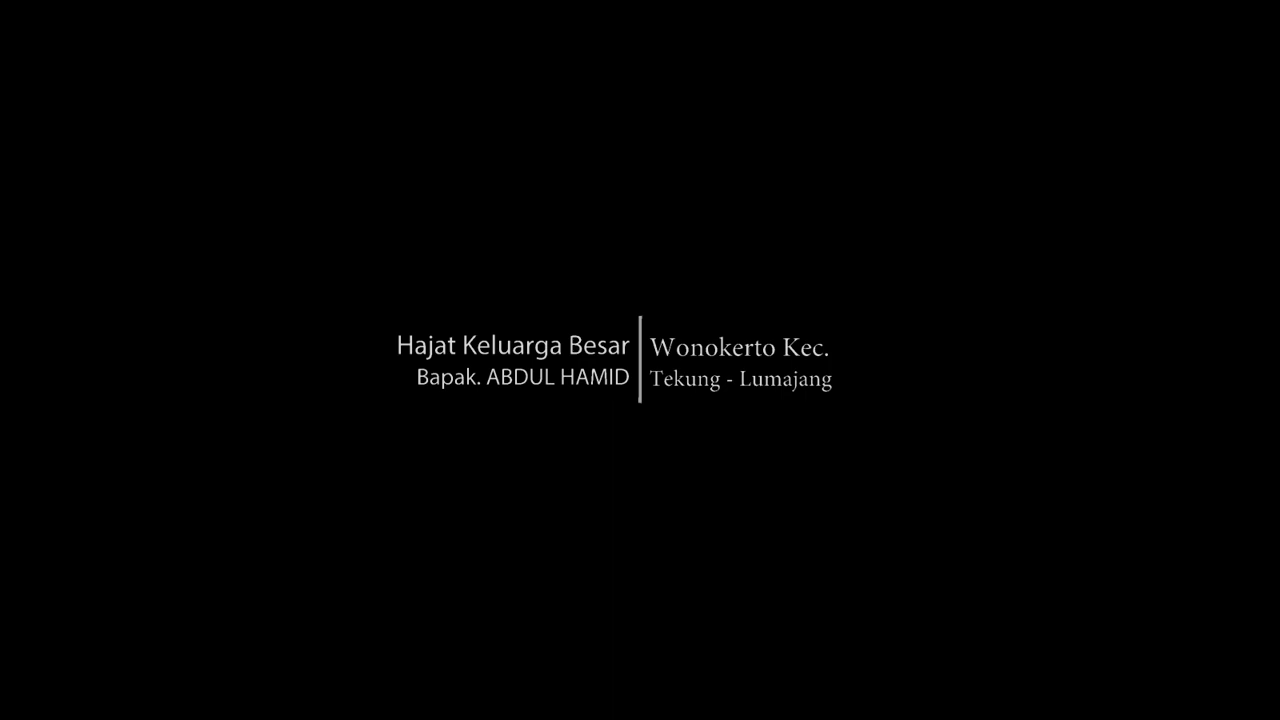 Hajat Keluarga Besar
Bapak. ABDUL HAMID
Wonokerto Kec.
Tekung - Lumajang